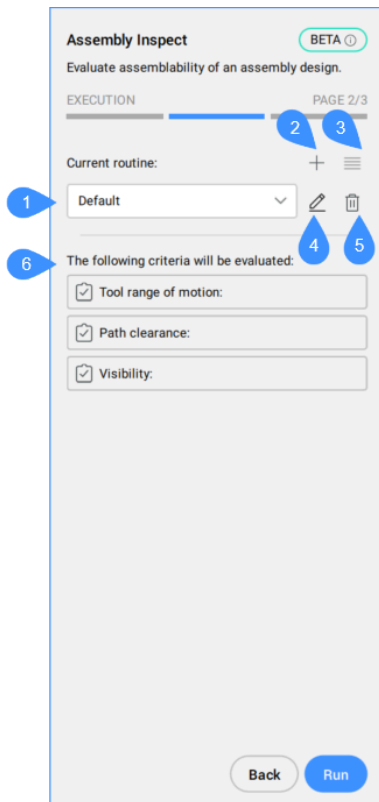 Assembly Inspect BETA
Evaluate assemblability of an assembly design.
EXECUTION PAGE 2/3
2 3
Current routine:
1 Default
4 5
6 The following criteria will be evaluated:
Tool range of motion:
Path clearance:
Visibility:
Back Run